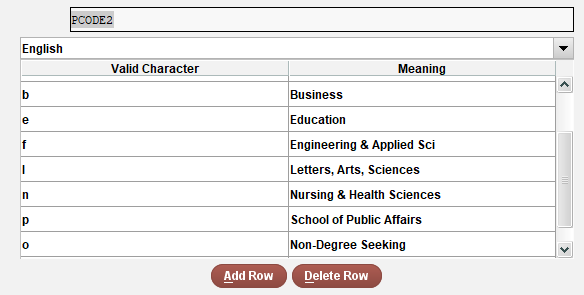 PCODE2
English
Valid Character Meaning
b Business
e Education
f Engineering & Applied Sci
l Letters, Arts, Sciences
n Nursing & Health Sciences
p School of Public Affairs
o Non-Degree Seeking
Add Row Delete Row